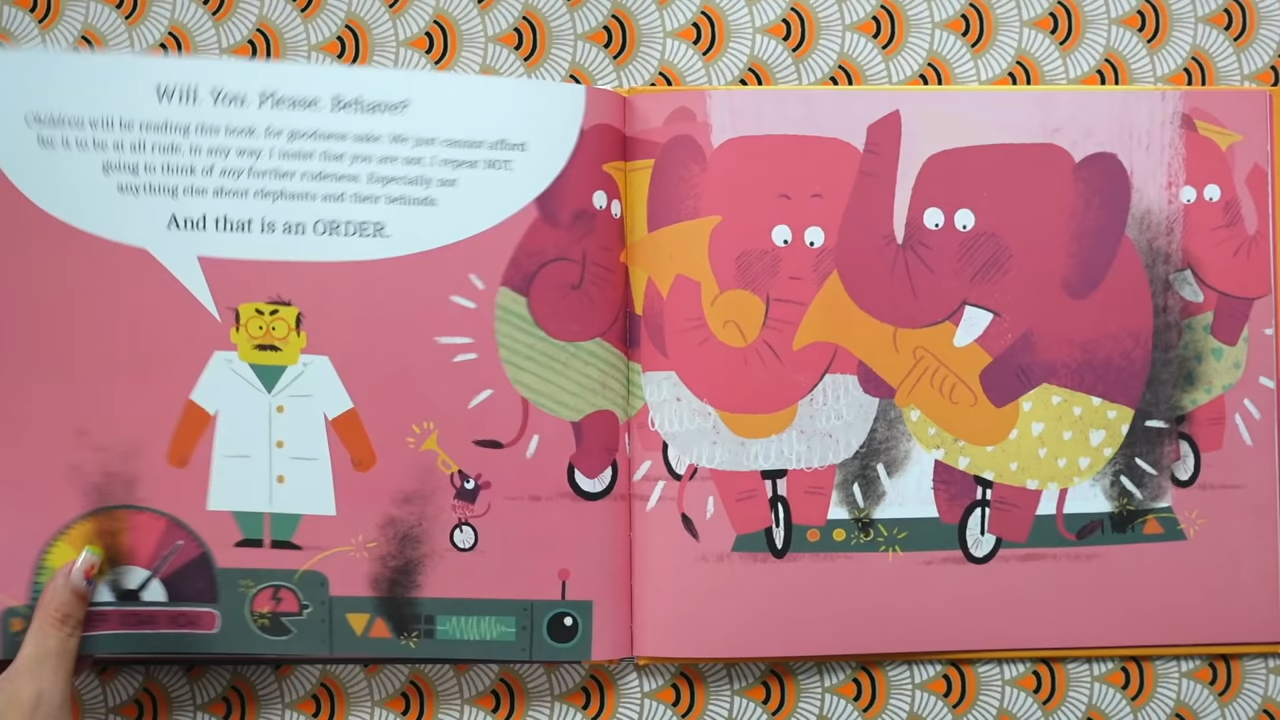 Will. You. Please. Behave?
Children will be reading this book, for goodness sake. We just cannot afford
for it to be at all rude, in any way. I insist that you are not, I repeat NOT,
going to think of any further rudeness. Especially not
anything else about elephants and their behinds.
And that is an ORDER.